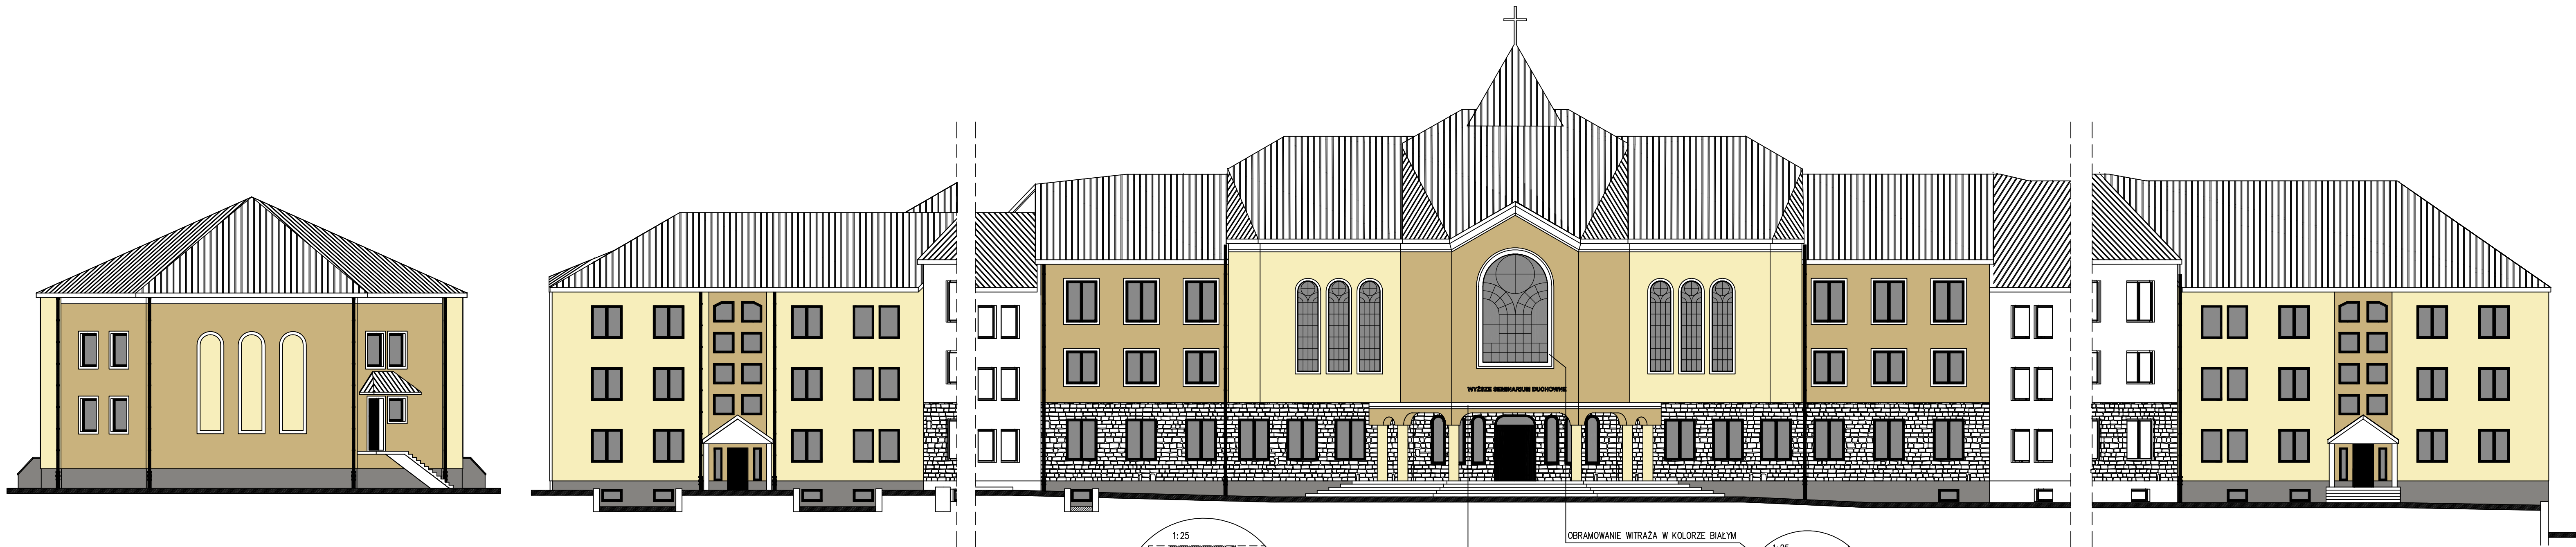 WYŻSZE SEMINARIUM DUCHOWNE
OBRAMOWANIE WITRAŻA W KOLORZE BIAŁYM
1:25
1:25